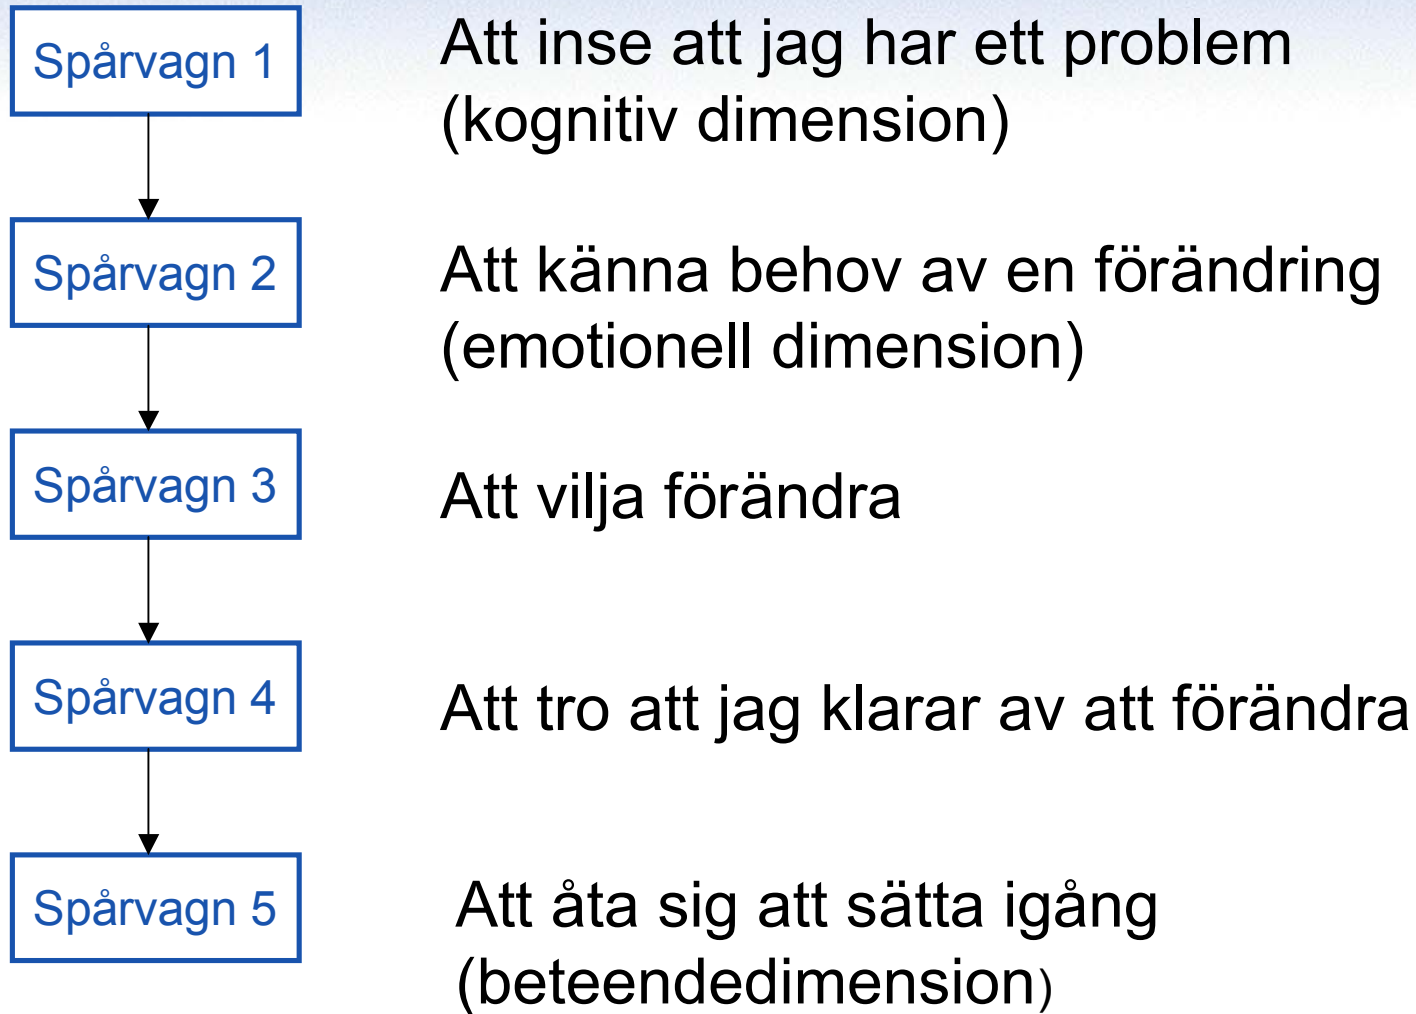 Spårvagn 1
Att inse att jag har ett problem
(kognitiv dimension)
Spårvagn 2
Att känna behov av en förändring
(emotionell dimension)
Spårvagn 3
Att vilja förändra
Spårvagn 4
Att tro att jag klarar av att förändra
Spårvagn 5
Att åta sig att sätta igång
(beteendedimension)